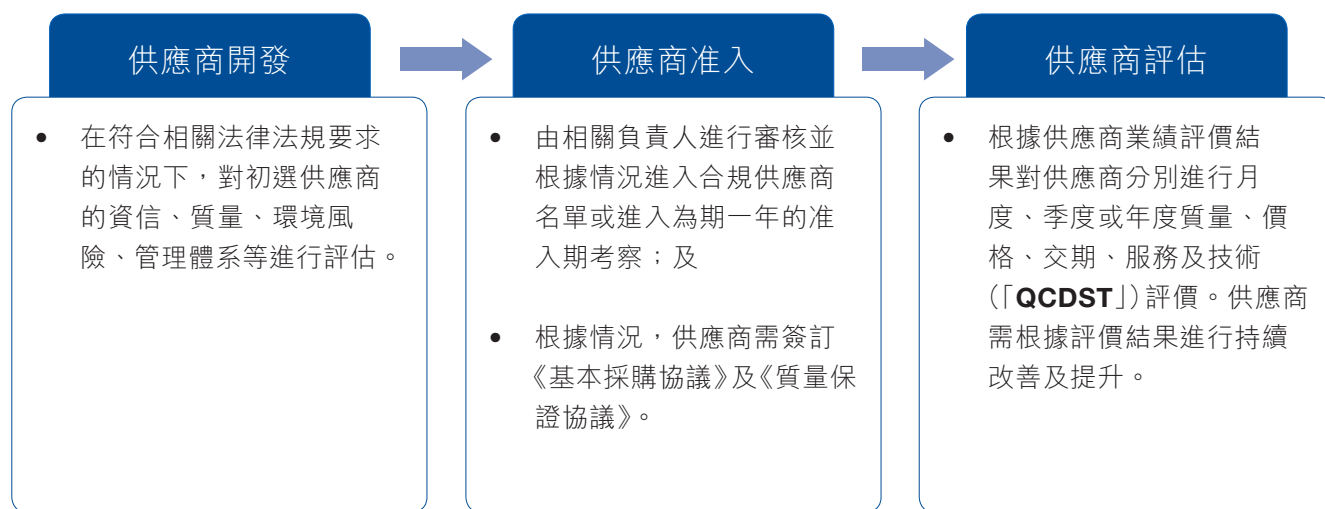 供應商開發
• 在符合相關法律法規要求
的情況下，對初選供應商
的資信、質量、環境風
險、管理體系等進行評估。
供應商准入
• 由相關負責人進行審核並
根據情況進入合規供應商
名單或進入為期一年的准
入期考察；及
• 根據情況，供應商需簽訂
《基本採購協議》及《質量保
證協議》。
供應商評估
• 根據供應商業績評價結
果對供應商分別進行月
度、季度或年度質量、價
格、交期、服務及技術
(「QCDST」)評價。供應商
需根據評價結果進行持續
改善及提升。